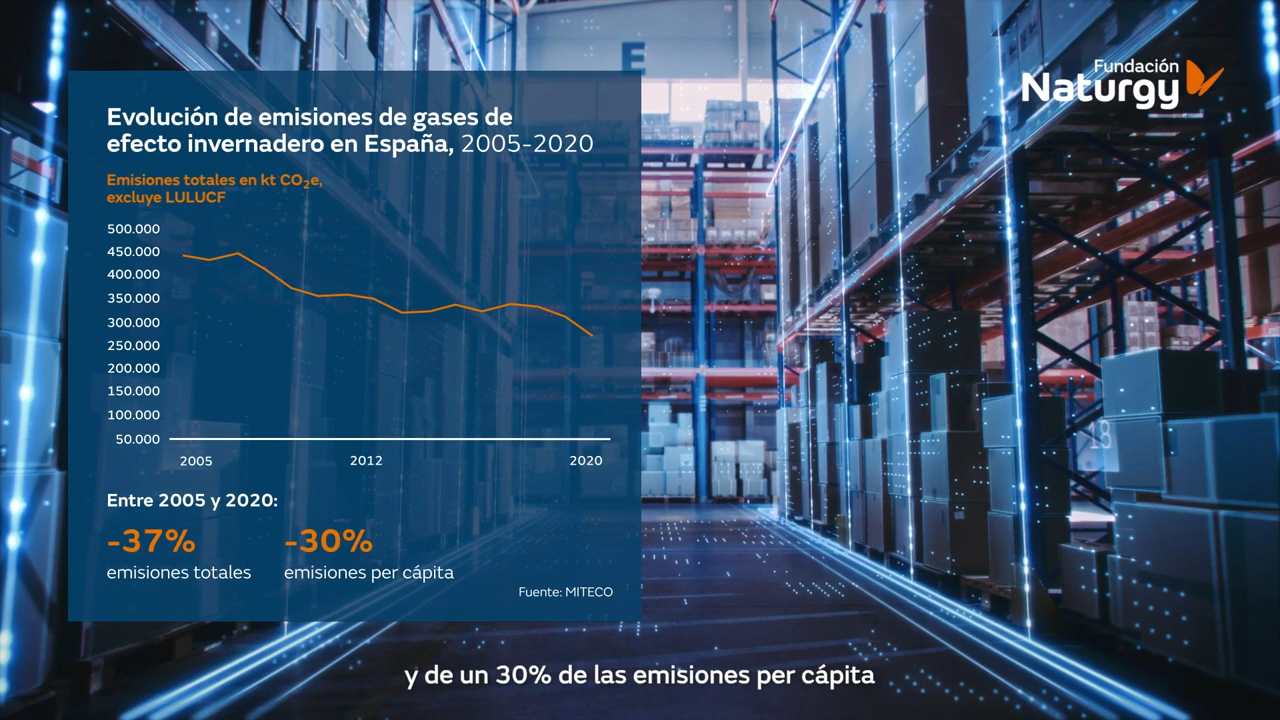 E
Fundación
Naturgy
Evolución de emisiones de gases de
efecto invernadero en España, 2005-2020
Emisiones totales en kt CO₂e,
excluye LULUCF
500.000
450.000
400.000
350.000
300.000
250.000
200.000
150.000
100.000
50.000
2005
2012
2020
Entre 2005 y 2020:
-37%
-30%
emisiones totales
emisiones per cápita
Fuente: MITECO
18
y de un 30% de las emisiones per cápita